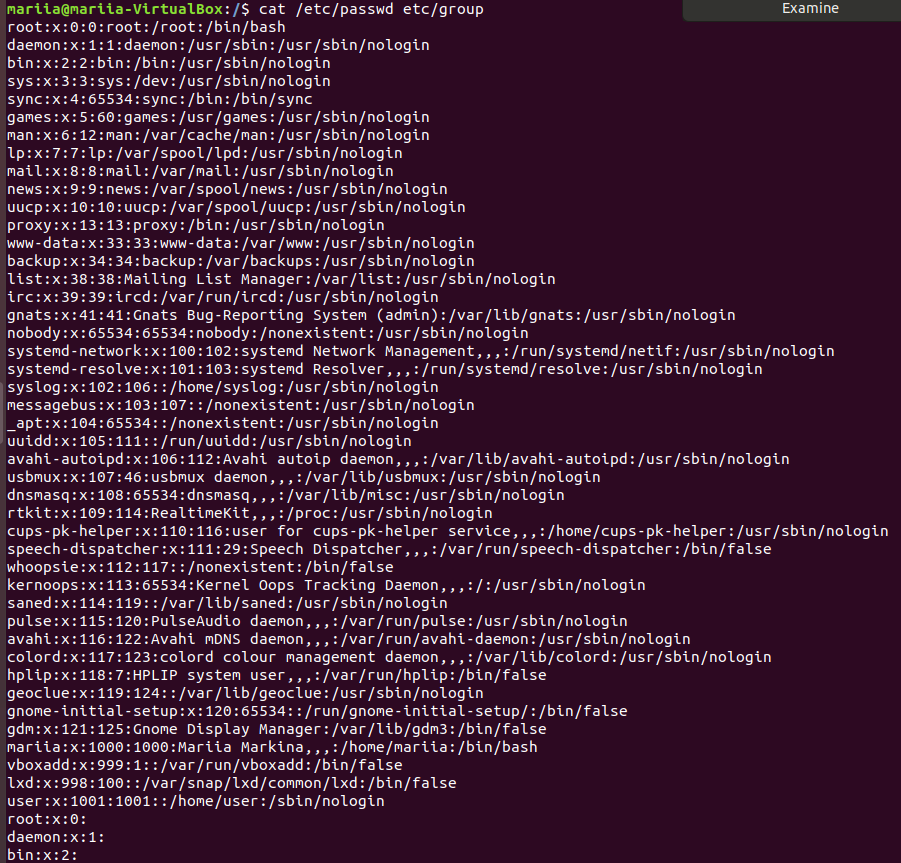 mariia@mariia-VirtualBox:/$ cat /etc/passwd etc/group
Examine
root:x:0:0:root:/root:/bin/bash
daemon:x:1:1:daemon:/usr/sbin:/usr/sbin/nologin
bin:x:2:2:bin:/bin:/usr/sbin/nologin
sys:x:3:3:sys:/dev:/usr/sbin/nologin
sync:x:4:65534:sync:/bin:/bin/sync
games:x:5:60:games:/usr/games:/usr/sbin/nologin
man:x:6:12:man:/var/cache/man:/usr/sbin/nologin
lp:x:7:7:lp:/var/spool/lpd:/usr/sbin/nologin
mail:x:8:8:mail:/var/mail:/usr/sbin/nologin
news:x:9:9:news:/var/spool/news:/usr/sbin/nologin
uucp:x:10:10:uucp:/var/spool/uucp:/usr/sbin/nologin
proxy:x:13:13:proxy:/bin:/usr/sbin/nologin
www-data:x:33:33:www-data:/var/www:/usr/sbin/nologin
backup:x:34:34:backup:/var/backups:/usr/sbin/nologin
list:x:38:38:Mailing List Manager:/var/list:/usr/sbin/nologin
irc:x:39:39:ircd:/var/run/ircd:/usr/sbin/nologin
gnats:x:41:41:Gnats Bug-Reporting System (admin):/var/lib/gnats:/usr/sbin/nologin
nobody:x:65534:65534:nobody:/nonexistent:/usr/sbin/nologin
systemd-network:x:100:102:systemd Network Management,,,:/run/systemd/netif:/usr/sbin/nologin
systemd-resolve:x:101:103:systemd Resolver,,,:/run/systemd/resolve:/usr/sbin/nologin
syslog:x:102:106::/home/syslog:/usr/sbin/nologin
messagebus:x:103:107::/nonexistent:/usr/sbin/nologin
_apt:x:104:65534::/nonexistent:/usr/sbin/nologin
uuidd:x:105:111::/run/uuidd:/usr/sbin/nologin
avahi-autoipd:x:106:112:Avahi autoip daemon,,,:/var/lib/avahi-autoipd:/usr/sbin/nologin
usbmux:x:107:46:usbmux daemon,,,:/var/lib/usbmux:/usr/sbin/nologin
dnsmasq:x:108:65534:dnsmasq,,,:/var/lib/misc:/usr/sbin/nologin
rtkit:x:109:114:RealtimeKit,,,:/proc:/usr/sbin/nologin
cups-pk-helper:x:110:116:user for cups-pk-helper service,,,:/home/cups-pk-helper:/usr/sbin/nologin
speech-dispatcher:x:111:29:Speech Dispatcher,,,:/var/run/speech-dispatcher:/bin/false
whoopsie:x:112:117::/nonexistent:/bin/false
kernoops:x:113:65534:Kernel Oops Tracking Daemon,,,:/:/usr/sbin/nologin
saned:x:114:119::/var/lib/saned:/usr/sbin/nologin
pulse:x:115:120:PulseAudio daemon,,,:/var/run/pulse:/usr/sbin/nologin
avahi:x:116:122:Avahi mDNS daemon,,,:/var/run/avahi-daemon:/usr/sbin/nologin
colord:x:117:123:colord colour management daemon,,,:/var/lib/colord:/usr/sbin/nologin
hplip:x:118:7:HPLIP system user,,,:/var/run/hplip:/bin/false
geoclue:x:119:124::/var/lib/geoclue:/usr/sbin/nologin
gnome-initial-setup:x:120:65534::/run/gnome-initial-setup/:/bin/false
gdm:x:121:125:Gnome Display Manager:/var/lib/gdm3:/bin/false
mariia:x:1000:1000:Mariia Markina,,,:/home/mariia:/bin/bash
vboxadd:x:999:1::/var/run/vboxadd:/bin/false
lxd:x:998:100::/var/snap/lxd/common/lxd:/bin/false
user:x:1001:1001::/home/user:/sbin/nologin
root:x:0:
daemon:x:1:
bin:x:2: